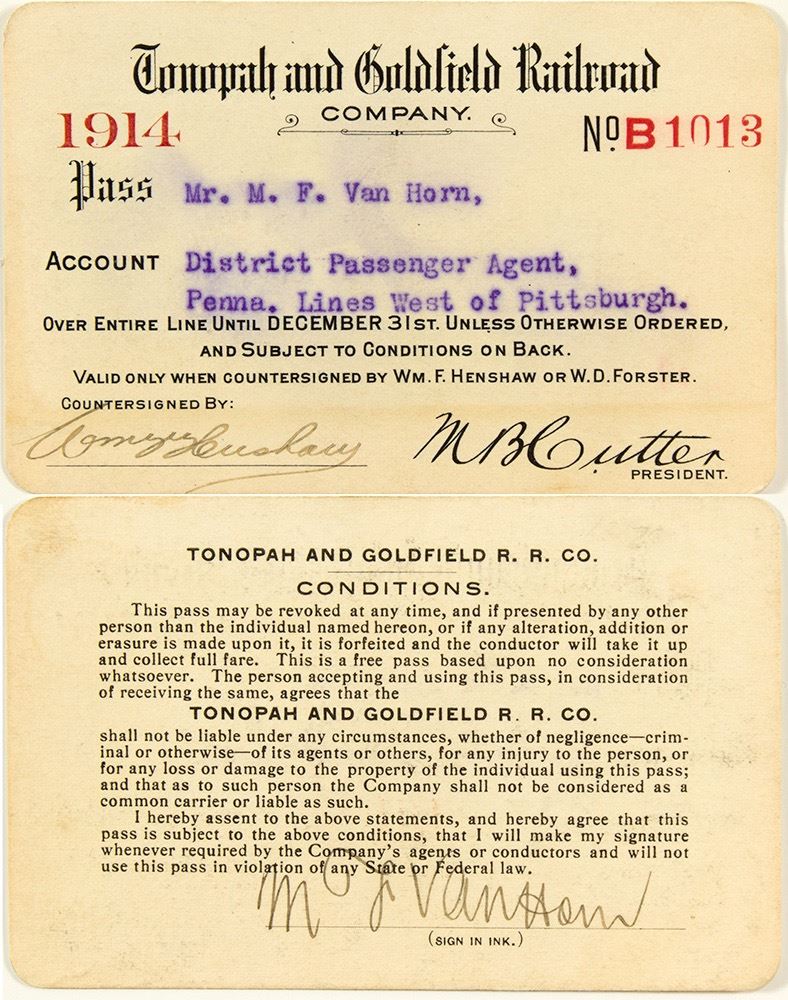 Tonopah and Goldfield Railroad
COMPANY.
1914
No B 1013
Pass Mr. M. F. Van Horn,
ACCOUNT District Passenger Agent,
Penna. Lines West of Pittsburgh.
OVER ENTIRE LINE UNTIL DECEMBER 31ST. UNLESS OTHERWISE ORDERED,
AND SUBJECT TO CONDITIONS ON BACK.
VALID ONLY WHEN COUNTERSIGNED BY WM. F. HENSHAW OR W. D. FORSTER.
COUNTERSIGNED BY:
Wm F Henshaw
M B Cutter
PRESIDENT.
TONOPAH AND GOLDFIELD R. R. CO.
CONDITIONS.
This pass may be revoked at any time, and if presented by any other
person than the individual named hereon, or if any alteration, addition or
erasure is made upon it, it is forfeited and the conductor will take it up
and collect full fare. This is a free pass based upon no consideration
whatsoever. The person accepting and using this pass, in consideration
of receiving the same, agrees that the
TONOPAH AND GOLDFIELD R. R. CO.
shall not be liable under any circumstances, whether of negligence—crim-
inal or otherwise—of its agents or others, for any injury to the person, or
for any loss or damage to the property of the individual using this pass;
and that as to such person the Company shall not be considered as a
common carrier or liable as such.
I hereby assent to the above statements, and hereby agree that this
pass is subject to the above conditions, that I will make my signature
whenever required by the Company's agents or conductors and will not
use this pass in violation of any State or Federal law.
M F Van Horn
(SIGN IN INK.)